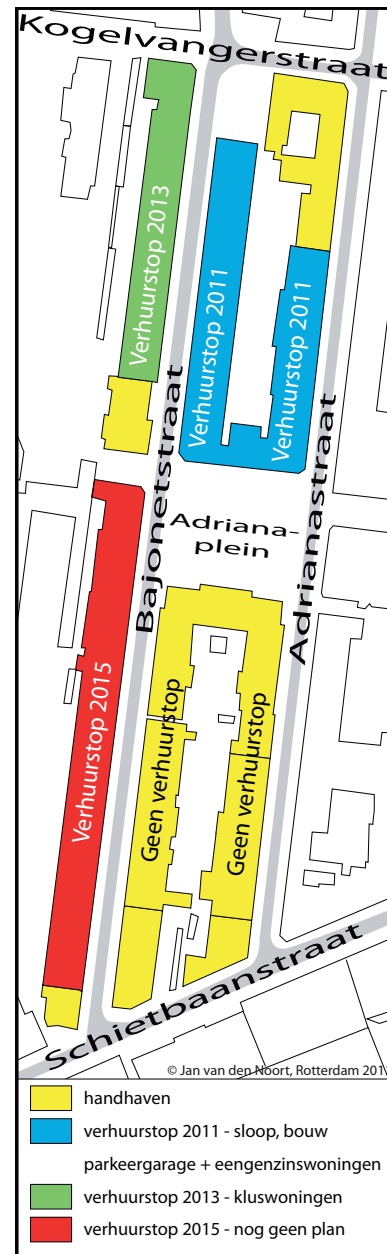 Kogelvangerstraat
Verhuurstop 2013
Verhuurstop 2011
Verhuurstop 2011
Bajonetstraat
Adrianastraat
Adriana-
plein
Verhuurstop 2015
Geen verhuurstop
Geen verhuurstop
Schietbaanstraat
© Jan van den Noort, Rotterdam 201
handhaven
verhuurstop 2011 - sloop, bouw
parkeergarage + eengenzinswoningen
verhuurstop 2013 - kluswoningen
verhuurstop 2015 - nog geen plan